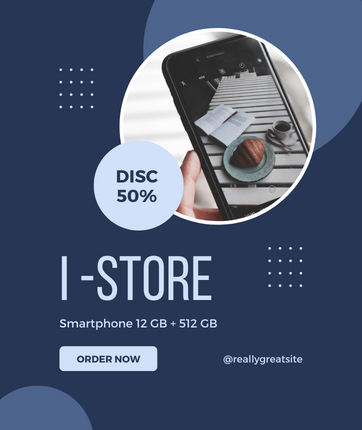 DISC
50%
I -STORE
Smartphone 12 GB + 512 GB
ORDER NOW
@reallygreatsite